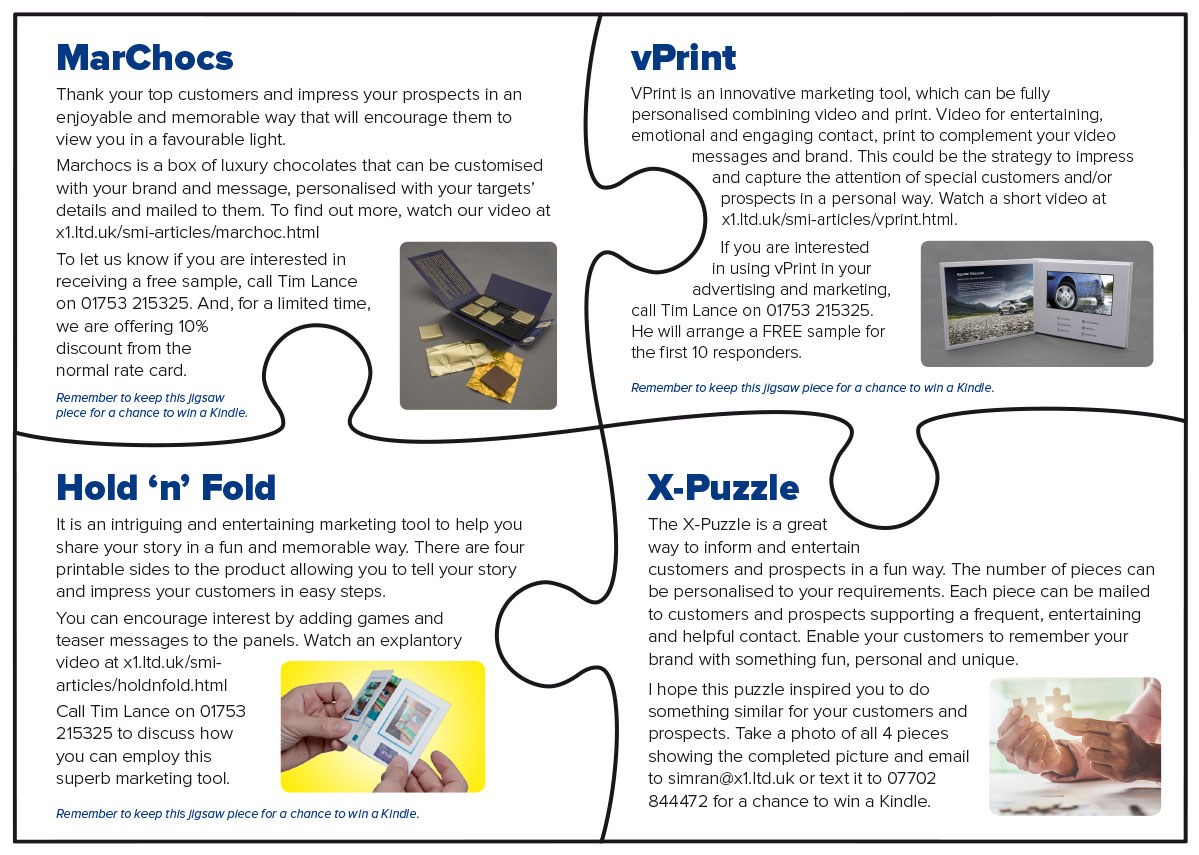 MarChocs
Thank your top customers and impress your prospects in an
enjoyable and memorable way that will encourage them to
view you in a favourable light.
Marchocs is a box of luxury chocolates that can be customised
with your brand and message, personalised with your targets’
details and mailed to them. To find out more, watch our video at
x1.ltd.uk/smi-articles/marchoc.html
To let us know if you are interested in
receiving a free sample, call Tim Lance
on 01753 215325. And, for a limited time,
we are offering 10%
discount from the
normal rate card.
Remember to keep this jigsaw
piece for a chance to win a Kindle.
vPrint
VPrint is an innovative marketing tool, which can be fully
personalised combining video and print. Video for entertaining,
emotional and engaging contact, print to complement your video
messages and brand. This could be the strategy to impress
and capture the attention of special customers and/or
prospects in a personal way. Watch a short video at
x1.ltd.uk/smi-articles/vprint.html.
If you are interested
in using vPrint in your
advertising and marketing,
call Tim Lance on 01753 215325.
He will arrange a FREE sample for
the first 10 responders.
Remember to keep this jigsaw piece for a chance to win a Kindle.
Hold ‘n’ Fold
It is an intriguing and entertaining marketing tool to help you
share your story in a fun and memorable way. There are four
printable sides to the product allowing you to tell your story
and impress your customers in easy steps.
You can encourage interest by adding games and
teaser messages to the panels. Watch an explantory
video at x1.ltd.uk/smi-
articles/holdnfold.html
Call Tim Lance on 01753
215325 to discuss how
you can employ this
superb marketing tool.
Remember to keep this jigsaw piece for a chance to win a Kindle.
X-Puzzle
The X-Puzzle is a great
way to inform and entertain
customers and prospects in a fun way. The number of pieces can
be personalised to your requirements. Each piece can be mailed
to customers and prospects supporting a frequent, entertaining
and helpful contact. Enable your customers to remember your
brand with something fun, personal and unique.
I hope this puzzle inspired you to do
something similar for your customers and
prospects. Take a photo of all 4 pieces
showing the completed picture and email
to simran@x1.ltd.uk or text it to 07702
844472 for a chance to win a Kindle.